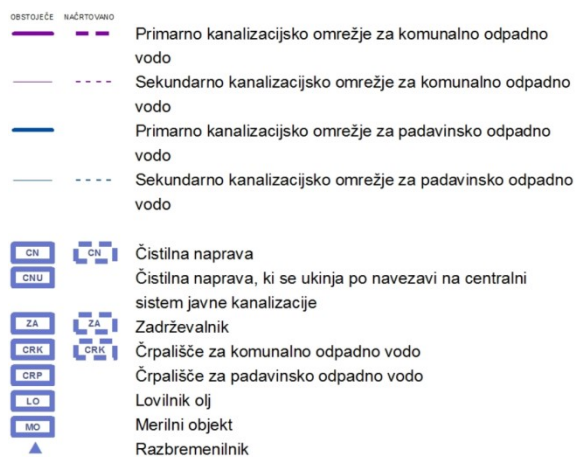 OBSTOJEČE NAČRTOVANO
Primarno kanalizacijsko omrežje za komunalno odpadno
vodo
Sekundarno kanalizacijsko omrežje za komunalno odpadno
vodo
Primarno kanalizacijsko omrežje za padavinsko odpadno
vodo
Sekundarno kanalizacijsko omrežje za padavinsko odpadno
vodo
CN CN Čistilna naprava
CNU Čistilna naprava, ki se ukinja po navezavi na centralni
sistem javne kanalizacije
ZA ZA Zadrževalnik
CRK CRK Črpališče za komunalno odpadno vodo
CRP Črpališče za padavinsko odpadno vodo
LO Lovilnik olj
MO Merilni objekt
Razbremenilnik